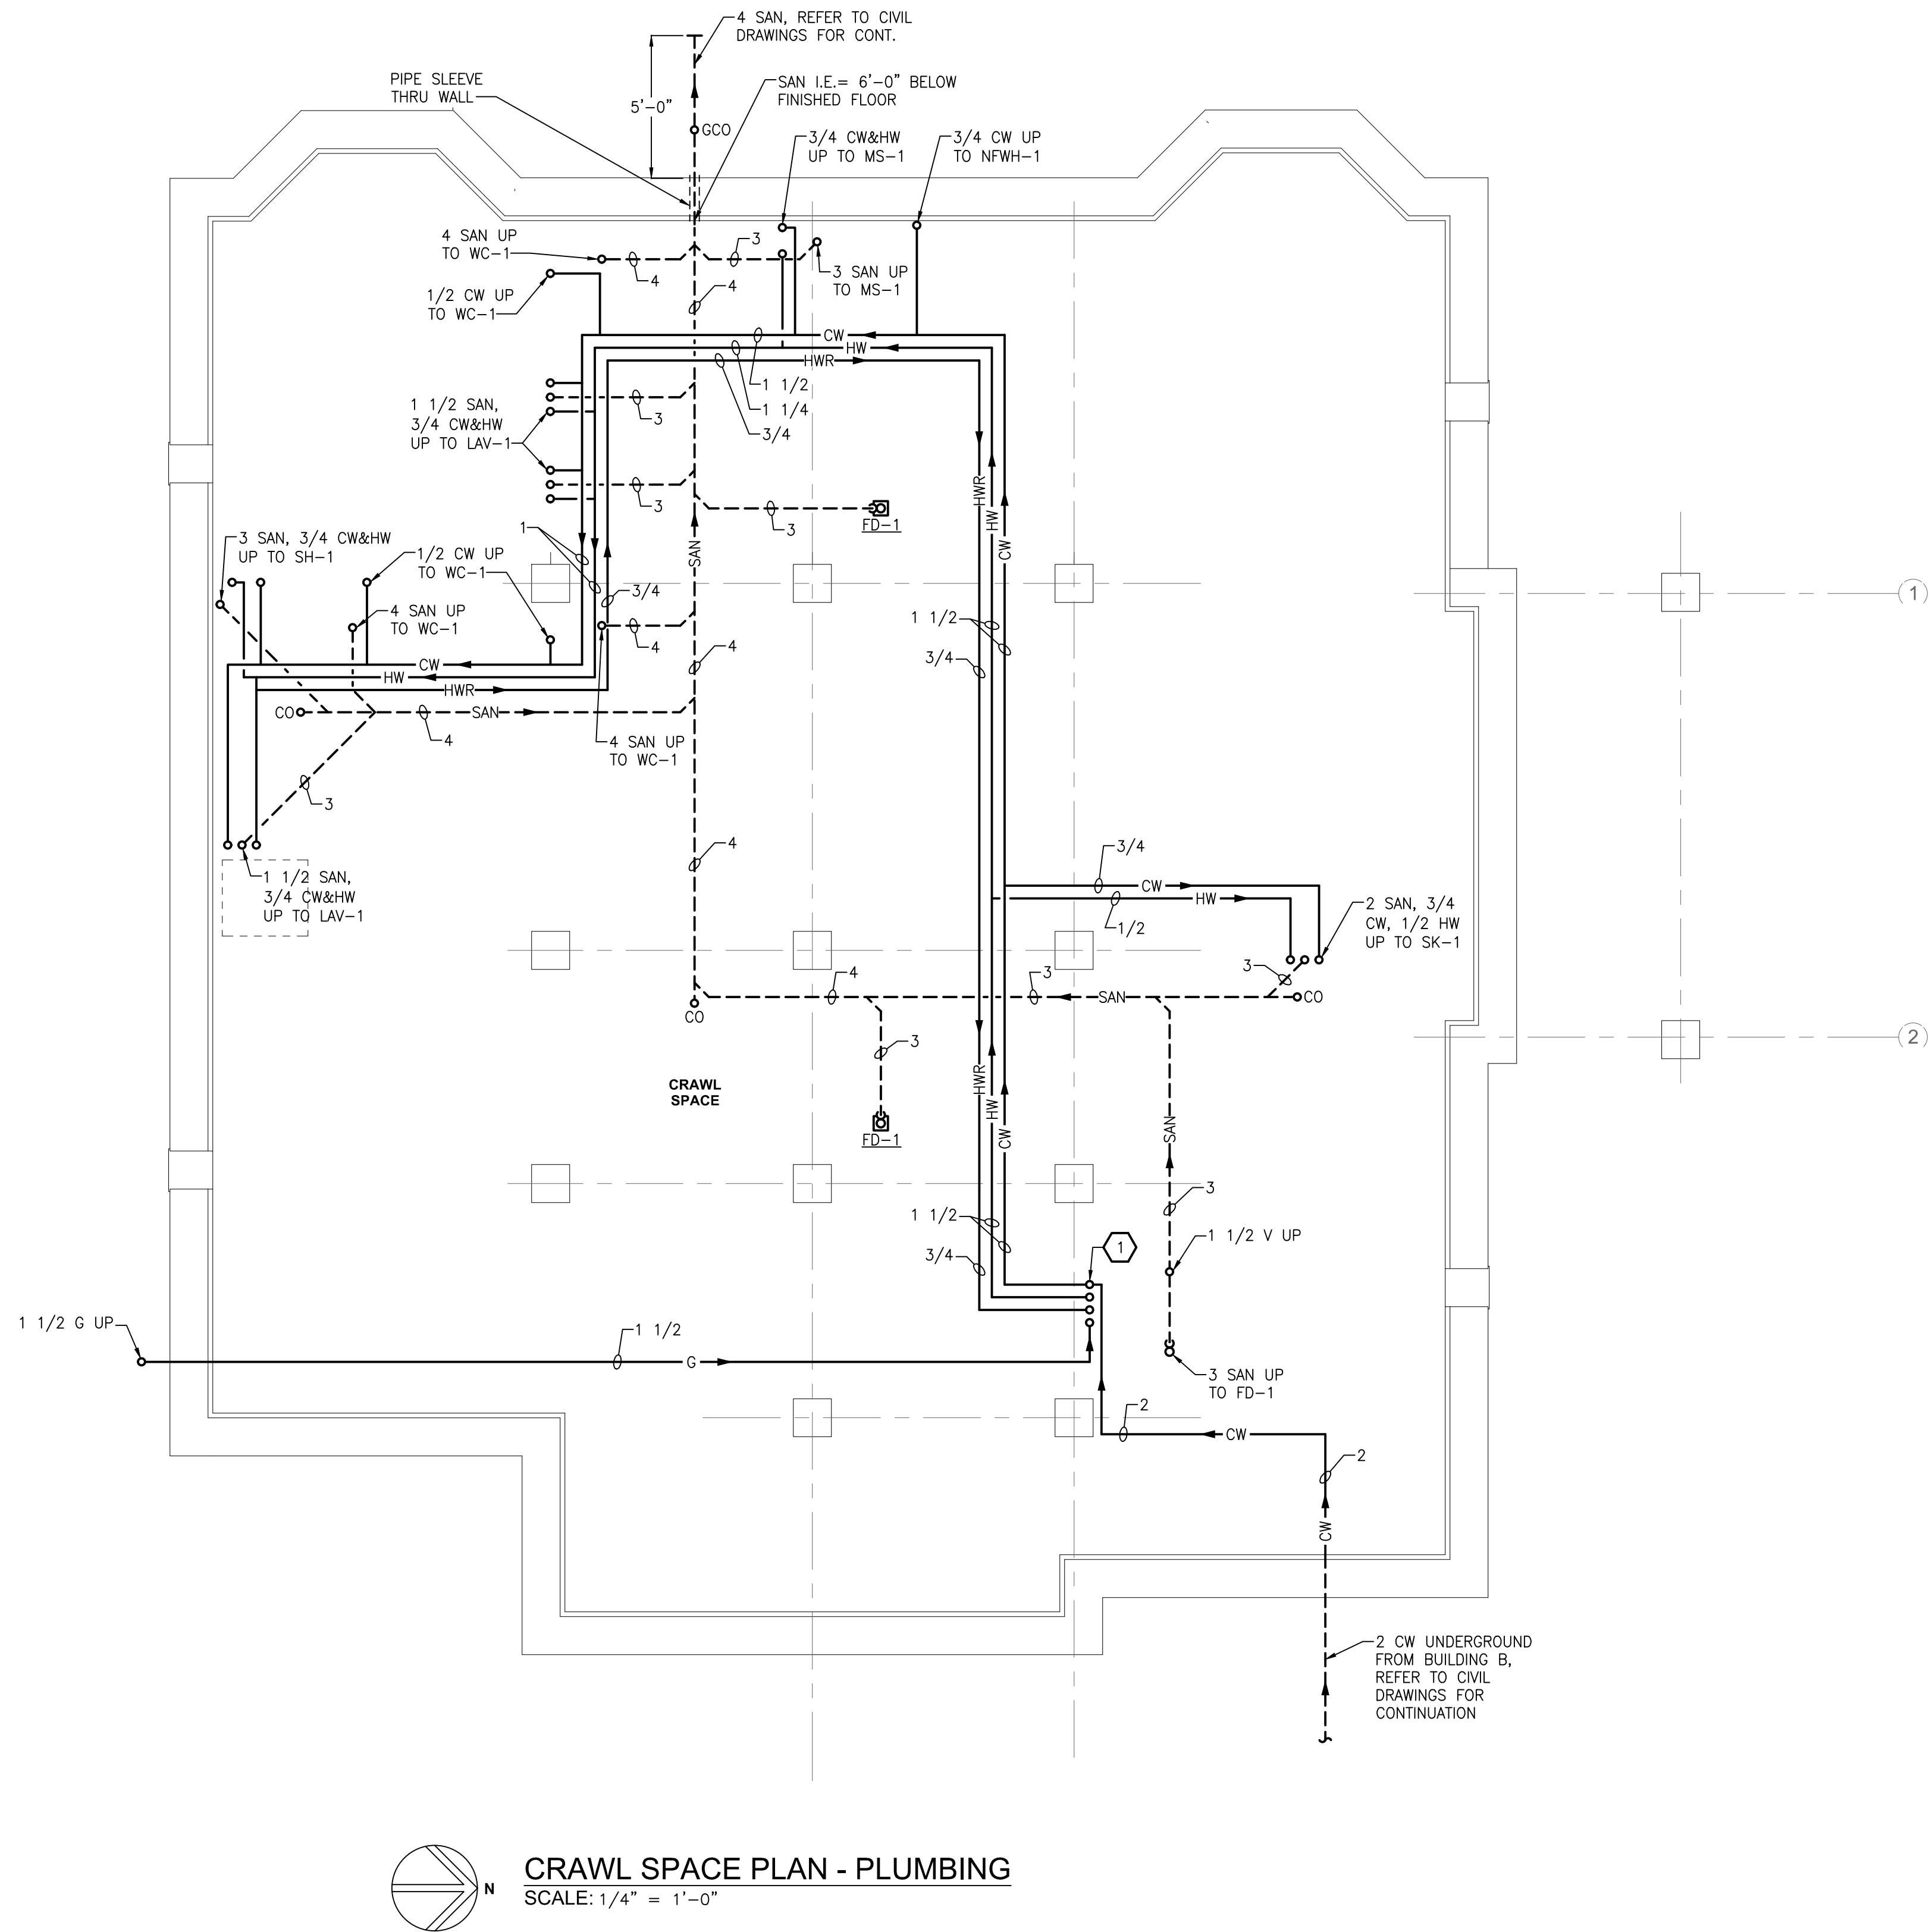 4 SAN, REFER TO CIVIL
DRAWINGS FOR CONT.
PIPE SLEEVE
THRU WALL
5'-0"
SAN I.E.= 6'-0" BELOW
FINISHED FLOOR
GCO
3/4 CW&HW
UP TO MS-1
3/4 CW UP
TO NFWH-1
4 SAN UP
TO WC-1
3
4
3 SAN UP
TO MS-1
1/2 CW UP
TO WC-1
4
CW
HW
HWR
1 1/2
1 1/4
3/4
1 1/2 SAN,
3/4 CW&HW
UP TO LAV-1
3
3
3
FD-1
HWR
HW
CW
SAN
1
3 SAN, 3/4 CW&HW
UP TO SH-1
1/2 CW UP
TO WC-1
4 SAN UP
TO WC-1
3/4
4
4
1 1/2
3/4
1
CW
HW
HWR
CO
SAN
4
4 SAN UP
TO WC-1
3
4
1 1/2 SAN,
3/4 CW&HW
UP TO LAV-1
3/4
CW
HW
1/2
2 SAN, 3/4
CW, 1/2 HW
UP TO SK-1
3
4
3
SAN
CO
CO
2
3
CRAWL
SPACE
HWR
HW
CW
SAN
FD-1
3
1 1/2
3/4
1
1 1/2 V UP
1 1/2 G UP
1 1/2
G
3 SAN UP
TO FD-1
2
CW
2
CW
2 CW UNDERGROUND
FROM BUILDING B,
REFER TO CIVIL
DRAWINGS FOR
CONTINUATION
N
CRAWL SPACE PLAN - PLUMBING
SCALE: 1/4" = 1'-0"